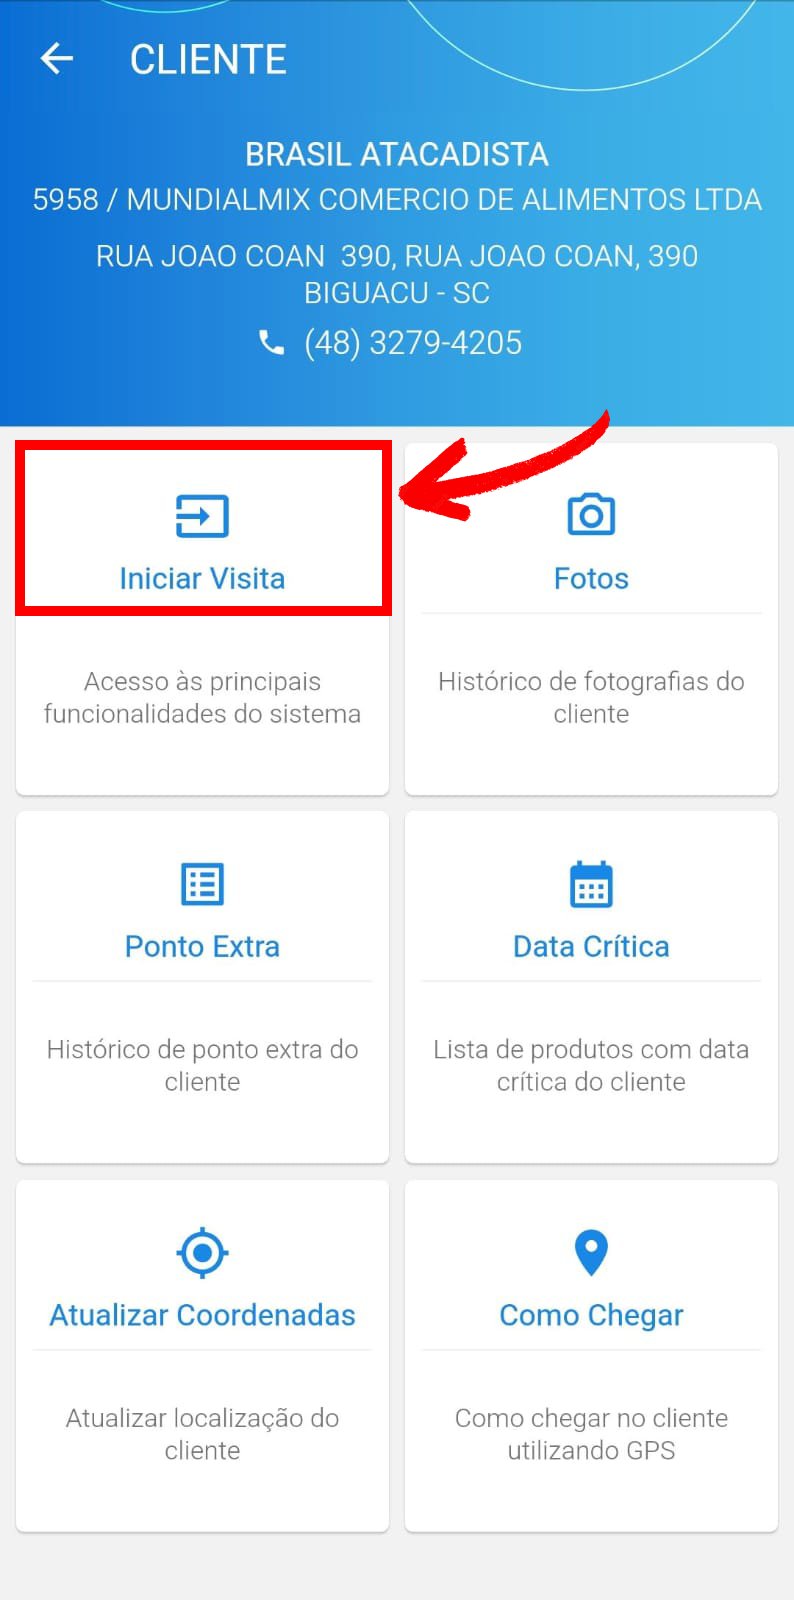 CLIENTE
BRASIL ATACADISTA
5958 / MUNDIALMIX COMERCIO DE ALIMENTOS LTDA
RUA JOAO COAN  390, RUA JOAO COAN, 390
BIGUACU - SC
(48) 3279-4205
Iniciar Visita
Acesso às principais
funcionalidades do sistema
Fotos
Histórico de fotografias do
cliente
Ponto Extra
Histórico de ponto extra do
cliente
Data Crítica
Lista de produtos com data
crítica do cliente
Atualizar Coordenadas
Atualizar localização do
cliente
Como Chegar
Como chegar no cliente
utilizando GPS